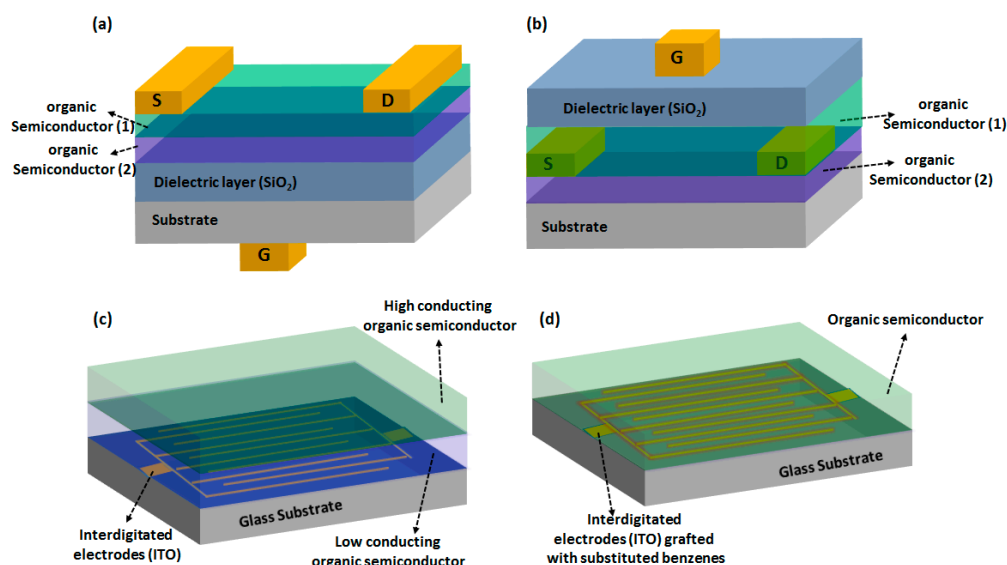 (a)
S
D
organic
Semiconductor (1)
organic
Semiconductor (2)
Dielectric layer (SiO₂)
Substrate
G
(b)
G
Dielectric layer (SiO₂)
organic
Semiconductor (1)
S
D
organic
Semiconductor (2)
Substrate
(c)
High conducting
organic semiconductor
Glass Substrate
Interdigitated
electrodes (ITO)
Low conducting
organic semiconductor
(d)
Organic semiconductor
Glass Substrate
Interdigitated
electrodes (ITO) grafted
with substituted benzenes